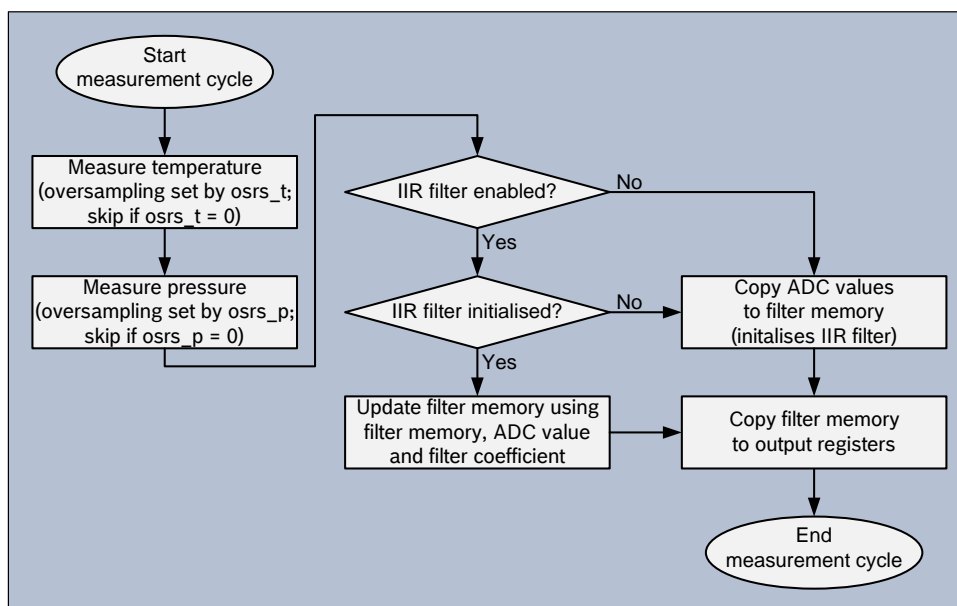 Start
measurement cycle
Measure temperature
(oversampling set by osrs_t;
skip if osrs_t = 0)
Measure pressure
(oversampling set by osrs_p;
skip if osrs_p = 0)
IIR filter enabled?
No
Yes
IIR filter initialised?
No
Yes
Copy ADC values
to filter memory
(initalises IIR filter)
Update filter memory using
filter memory, ADC value
and filter coefficient
Copy filter memory
to output registers
End
measurement cycle